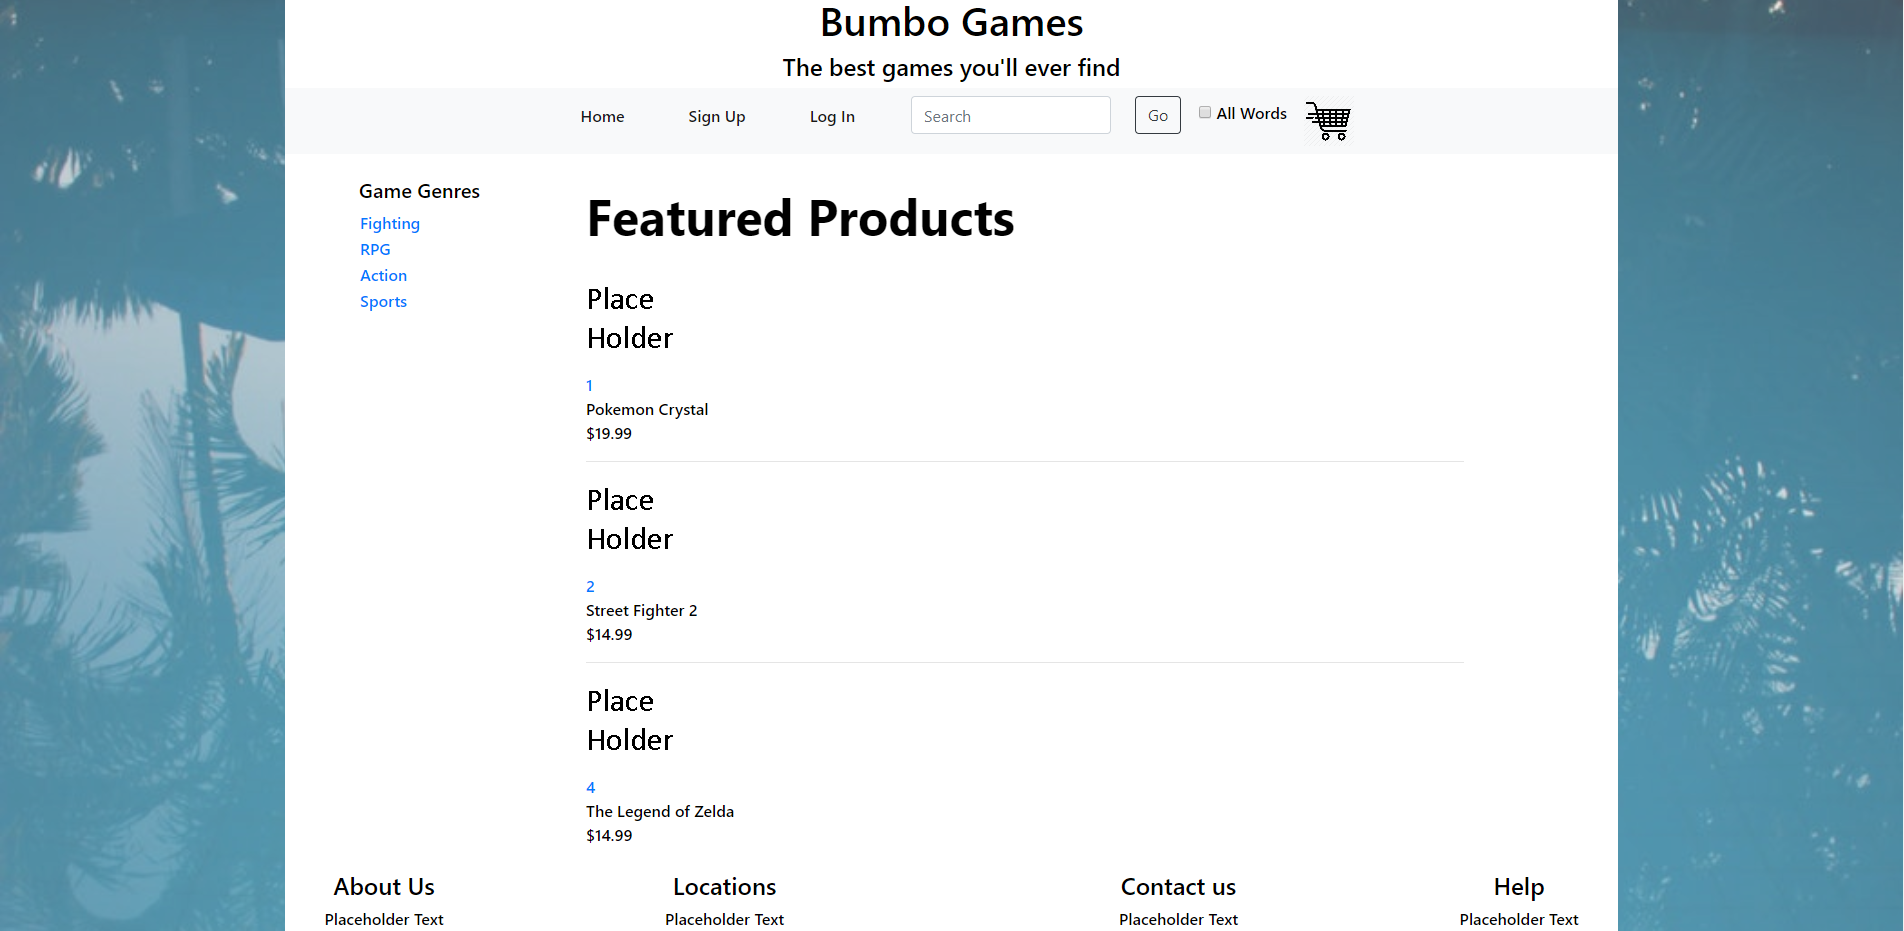 Bumbo Games
The best games you'll ever find
Home
Sign Up
Log In
Search
Go
All Words
Game Genres
Fighting
RPG
Action
Sports
Featured Products
Place
Holder
1
Pokemon Crystal
$19.99
Place
Holder
2
Street Fighter 2
$14.99
Place
Holder
4
The Legend of Zelda
$14.99
About Us
Placeholder Text
Locations
Placeholder Text
Contact us
Placeholder Text
Help
Placeholder Text